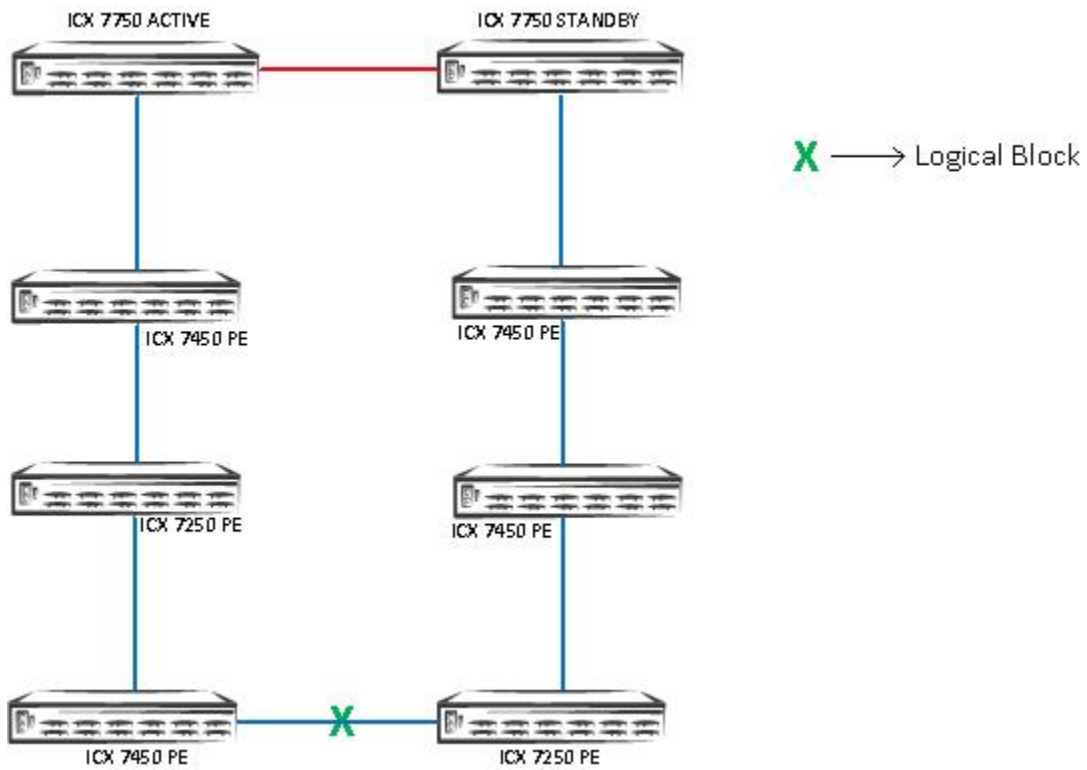 ICX 7750 ACTIVE
ICX 7750 STANDBY
X → Logical Block
ICX 7450 PE
ICX 7450 PE
ICX 7250 PE
ICX 7450 PE
X
ICX 7450 PE
ICX 7250 PE